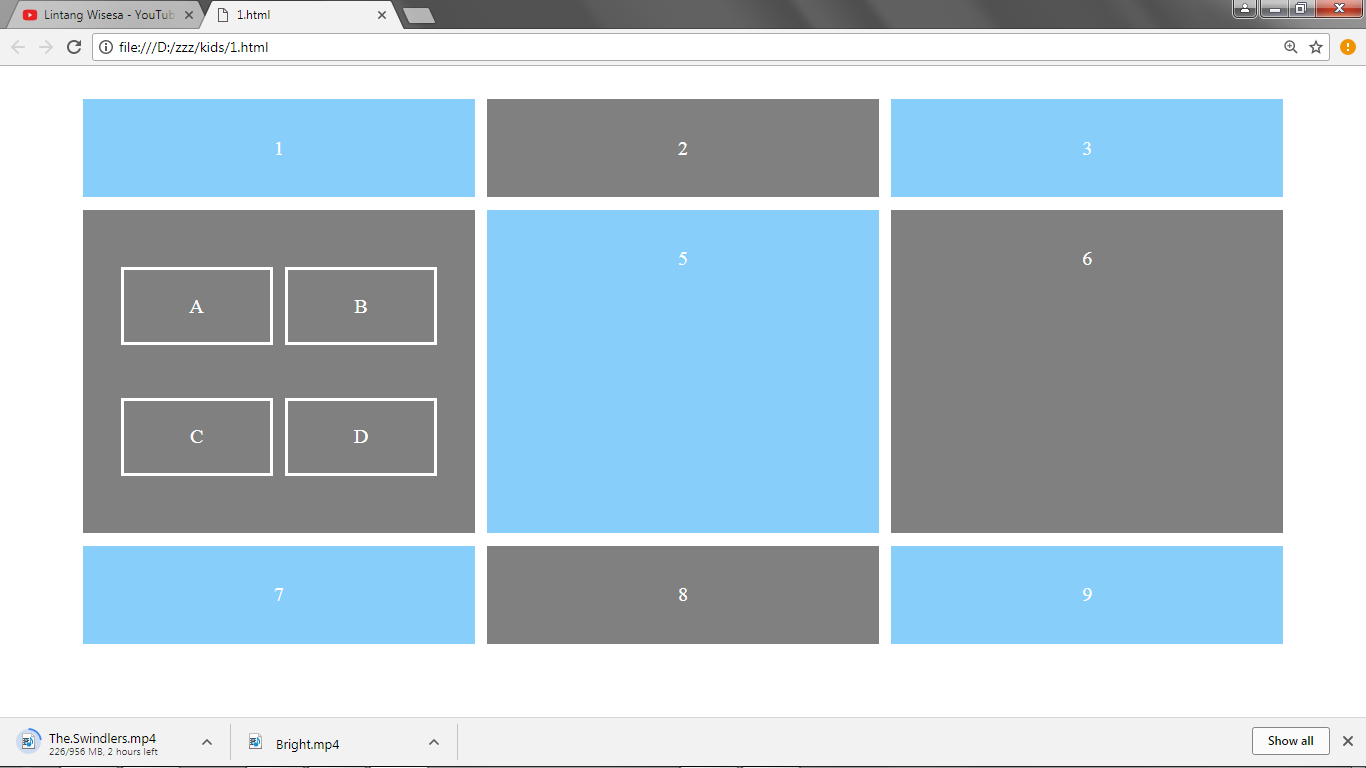 Lintang Wisesa - YouTub
1.html
file:///D:/zzz/kids/1.html
1
2
3
A
B
C
D
5
6
7
8
9
The.Swindlers.mp4
226/956 MB, 2 hours left
Bright.mp4
Show all